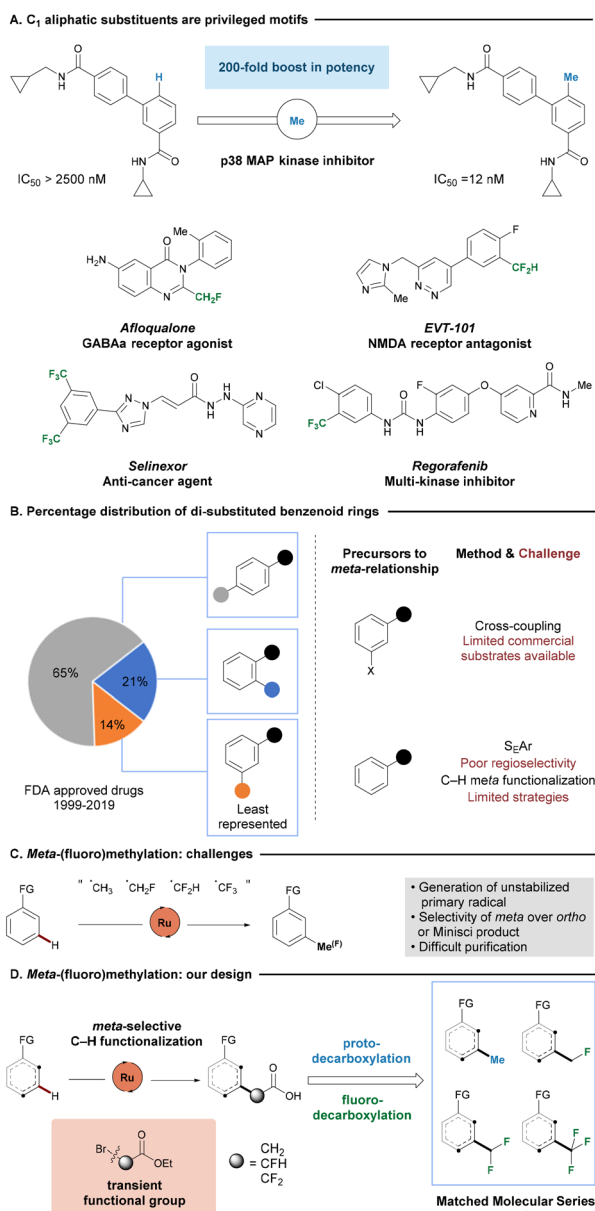 A. C1 aliphatic substituents are privileged motifs
O
N
H
H
O
HN
IC50 > 2500 nM
200-fold boost in potency
Me
p38 MAP kinase inhibitor
O
N
H
Me
O
HN
IC50 =12 nM
Me
O
H2N
N
N
CH2F
Afloqualone
GABAa receptor agonist
F
N
N
Me
N
N
CF2H
EVT-101
NMDA receptor antagonist
F3C
F3C
N
N
N
O
H
N
N
H
N
N
Selinexor
Anti-cancer agent
Cl
F3C
N
H
O
N
H
F
O
N
O
N
H
Me
Regorafenib
Multi-kinase inhibitor
B. Percentage distribution of di-substituted benzenoid rings
65%
21%
14%
FDA approved drugs
1999-2019
Least
represented
Precursors to
meta-relationship
Method & Challenge
X
Cross-coupling
Limited commercial
substrates available
SEAr
Poor regioselectivity
C–H meta functionalization
Limited strategies
C. Meta-(fluoro)methylation: challenges
FG
H
" •CH3 •CH2F •CF2H •CF3 "
Ru
FG
Me(F)
• Generation of unstabilized
primary radical
• Selectivity of meta over ortho
or Minisci product
• Difficult purification
D. Meta-(fluoro)methylation: our design
FG
H
meta-selective
C–H functionalization
Ru
FG
O
OH
Br
O
OEt
transient
functional group
=
CH2
CFH
CF2
proto-
decarboxylation
fluoro-
decarboxylation
FG
Me
FG
F
FG
F
F
FG
F
F
F
Matched Molecular Series